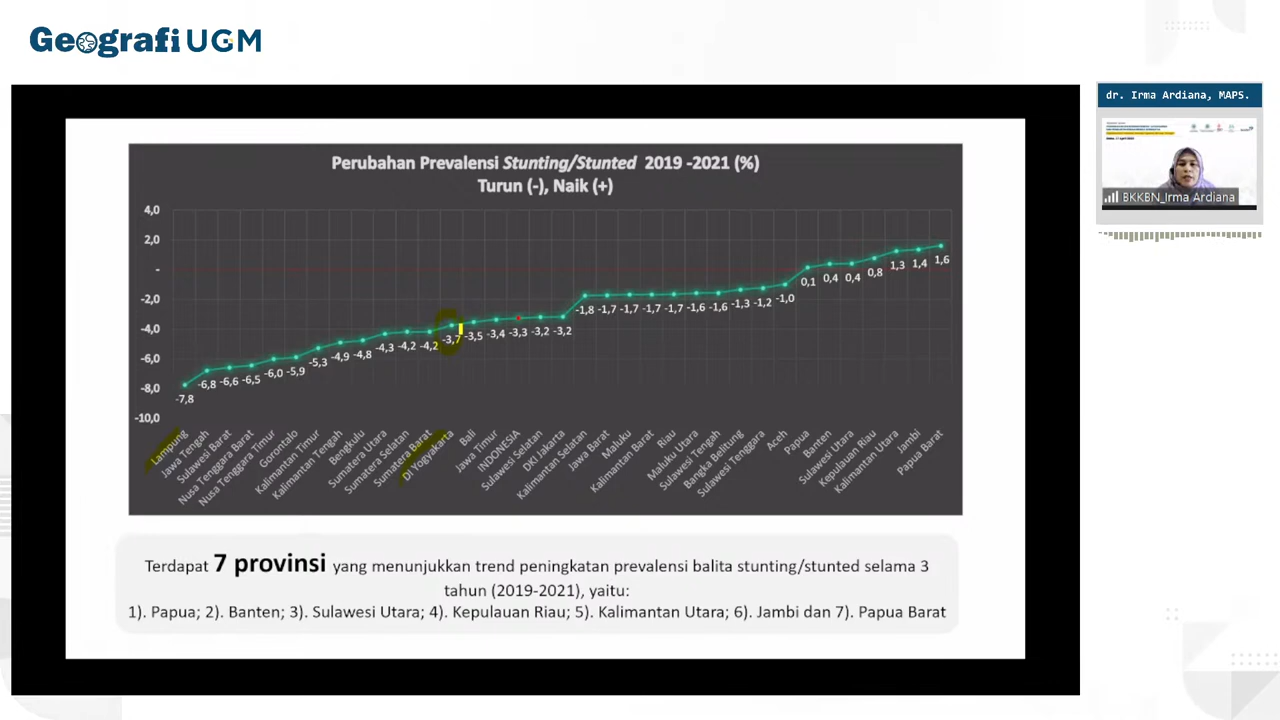 Geografi UGM
dr. Irma Ardiana, MAPS.
BKKBN_Irma Ardiana
Perubahan Prevalensi Stunting/Stunted 2019 -2021 (%)
Turun (-), Naik (+)
4,0
2,0
-
-2,0
-4,0
-6,0
-8,0
-10,0
-7,8 -6,8 -6,6 -6,5 -6,0 -5,9 -5,3 -4,9 -4,8 -4,3 -4,2 -4,2 -3,7 -3,5 -3,4 -3,3 -3,2 -3,2 -1,8 -1,7 -1,7 -1,7 -1,7 -1,6 -1,6 -1,3 -1,2 -1,0 0,1 0,4 0,4 0,8 1,3 1,4 1,6
Lampung
Jawa Tengah
Sulawesi Barat
Nusa Tenggara Barat
Nusa Tenggara Timur
Gorontalo
Kalimantan Timur
Kalimantan Tengah
Bengkulu
Sumatera Utara
Sumatera Selatan
Sumatera Barat
DI Yogyakarta
Bali
Jawa Timur
INDONESIA
Sulawesi Selatan
DKI Jakarta
Kalimantan Selatan
Jawa Barat
Maluku
Kalimantan Barat
Riau
Maluku Utara
Sulawesi Tengah
Bangka Belitung
Sulawesi Tenggara
Aceh
Papua
Banten
Sulawesi Utara
Kepulauan Riau
Kalimantan Utara
Jambi
Papua Barat
Terdapat 7 provinsi yang menunjukkan trend peningkatan prevalensi balita stunting/stunted selama 3
tahun (2019-2021), yaitu:
1). Papua; 2). Banten; 3). Sulawesi Utara; 4). Kepulauan Riau; 5). Kalimantan Utara; 6). Jambi dan 7). Papua Barat